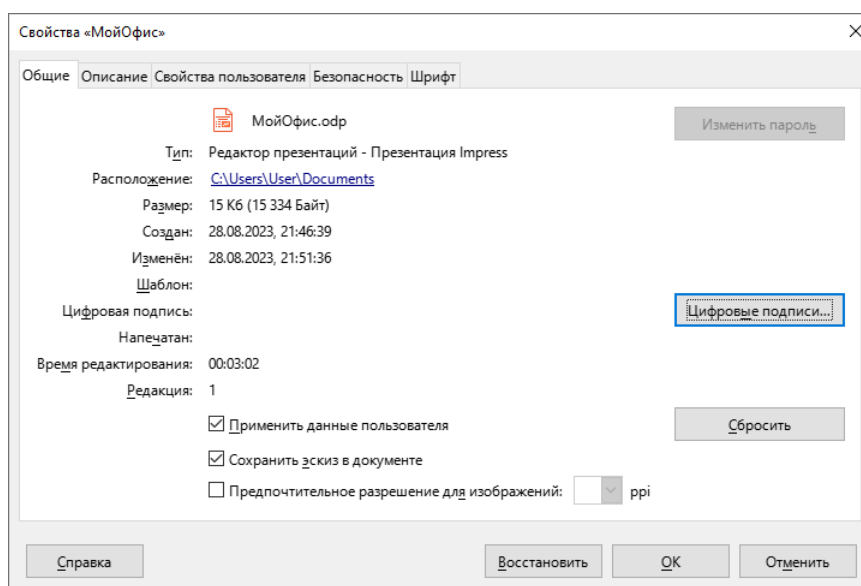 Свойства «МойОфис»
Общие Описание Свойства пользователя Безопасность Шрифт
МойОфис.odp
Изменить пароль
Тип: Редактор презентаций - Презентация Impress
Расположение: C:\Users\User\Documents
Размер: 15 Кб (15 334 Байт)
Создан: 28.08.2023, 21:46:39
Изменён: 28.08.2023, 21:51:36
Шаблон:
Цифровая подпись: Цифровые подписи...
Напечатан:
Время редактирования: 00:03:02
Редакция: 1
Применить данные пользователя Сбросить
Сохранить эскиз в документе
Предпочтительное разрешение для изображений: ppi
Справка Восстановить OK Отменить